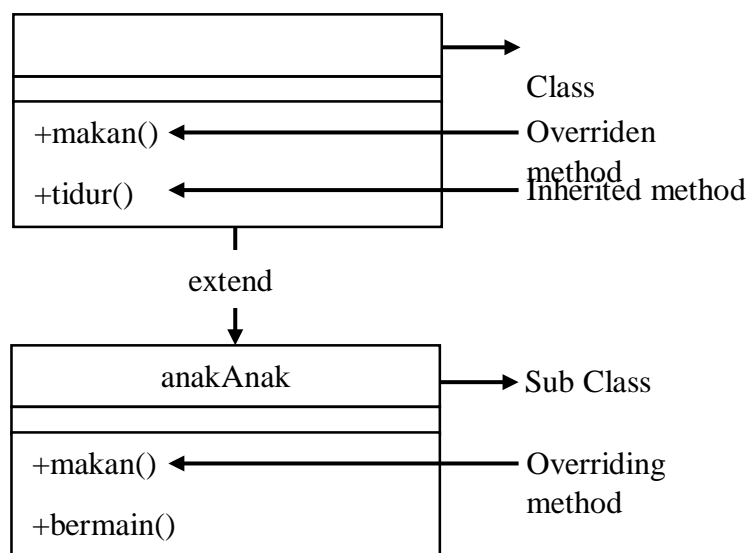 Class
+makan()
Overriden
method
+tidur()
Inherited method
extend
anakAnak
Sub Class
+makan()
Overriding
method
+bermain()